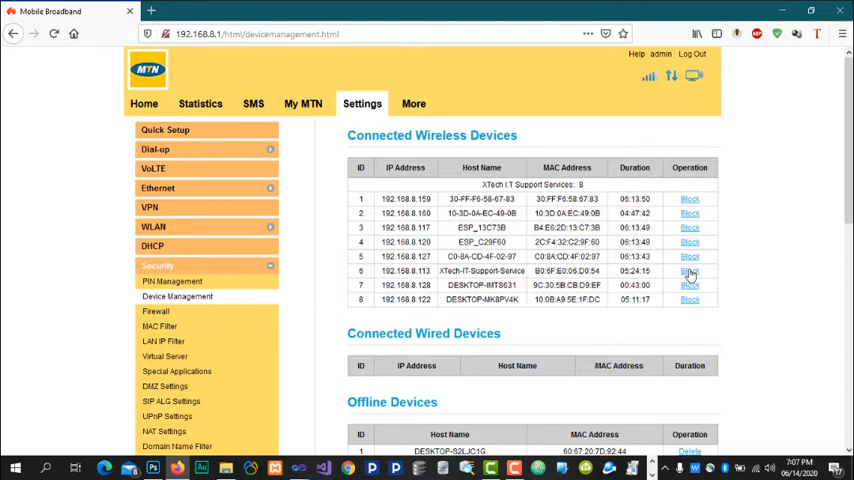 Mobile Broadband
192.168.8.1/html/devicemanagement.html
Help admin Log Out
MTN
Home Statistics SMS My MTN Settings More
Quick Setup
Dial-up
VoLTE
Ethernet
VPN
WLAN
DHCP
Security
PIN Management
Device Management
Firewall
MAC Filter
LAN IP Filter
Virtual Server
Special Applications
DMZ Settings
SIP ALG Settings
UPnP Settings
NAT Settings
Domain Name Filter
Connected Wireless Devices
ID IP Address Host Name MAC Address Duration Operation
XTech I.T Support Services: 8
1 192.168.8.159 30-FF-F6-58-67-83 30:FF:F6:58:67:83 06:13:50 Block
2 192.168.8.160 10-3D-0A-EC-49-0B 10:3D:0A:EC:49:0B 04:47:42 Block
3 192.168.8.117 ESP_13C73B B4:E6:2D:13:C7:3B 06:13:49 Block
4 192.168.8.120 ESP_C29F60 2C:F4:32:C2:9F:60 06:13:49 Block
5 192.168.8.127 C0-8A-CD-4F-02-97 C0:8A:CD:4F:02:97 06:13:43 Block
6 192.168.8.113 XTech-IT-Support-Service B0:6F:E0:06:D0:54 05:24:15 Block
7 192.168.8.128 DESKTOP-IMTS631 9C:30:5B:CB:D9:EF 00:43:00 Block
8 192.168.8.122 DESKTOP-MK8PV4K 10:0B:A9:5E:1F:DC 05:11:17 Block
Connected Wired Devices
ID IP Address Host Name MAC Address Duration
Offline Devices
ID Host Name MAC Address Operation
1 DESKTOP-S2LJC1G 60:67:20:7D:92:44 Delete
7:07 PM
06/14/2020